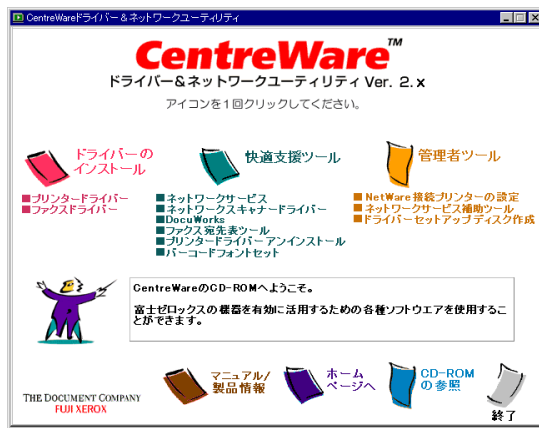 CentreWareドライバー＆ネットワークユーティリティ
CentreWare™
ドライバー&ネットワークユーティリティ Ver. 2.x
アイコンを1回クリックしてください。
ドライバーの
インストール
■プリンタードライバー
■ファクスドライバー
快適支援ツール
■ネットワークサービス
■ネットワークスキャナードライバー
■DocuWorks
■ファクス宛先表ツール
■プリンタードライバーアンインストール
■バーコードフォントセット
管理者ツール
■NetWare 接続プリンターの設定
■ネットワークサービス補助ツール
■ドライバーセットアップディスク作成
CentreWareのCD-ROMへようこそ。
富士ゼロックスの機器を有効に活用するための各種ソフトウエアを使用するこ
とができます。
THE DOCUMENT COMPANY
FUJI XEROX
マニュアル/
製品情報
ホーム
ページへ
CD-ROM
の参照
終了